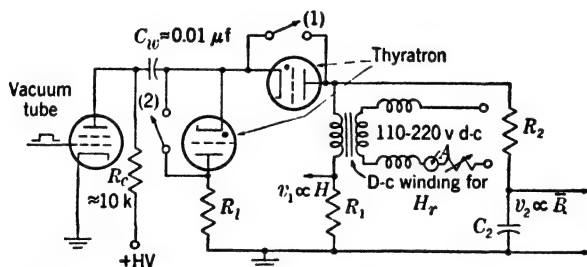 C_w ≈ 0.01 μf
(1)
Thyratron
Vacuum
tube
(2)
110-220 v d-c
A
R_2
R_c
≈10 k
R_l
v_1 ∝ H
R_1
D-c winding for
H_r
v_2 ∝ B
C_2
+HV